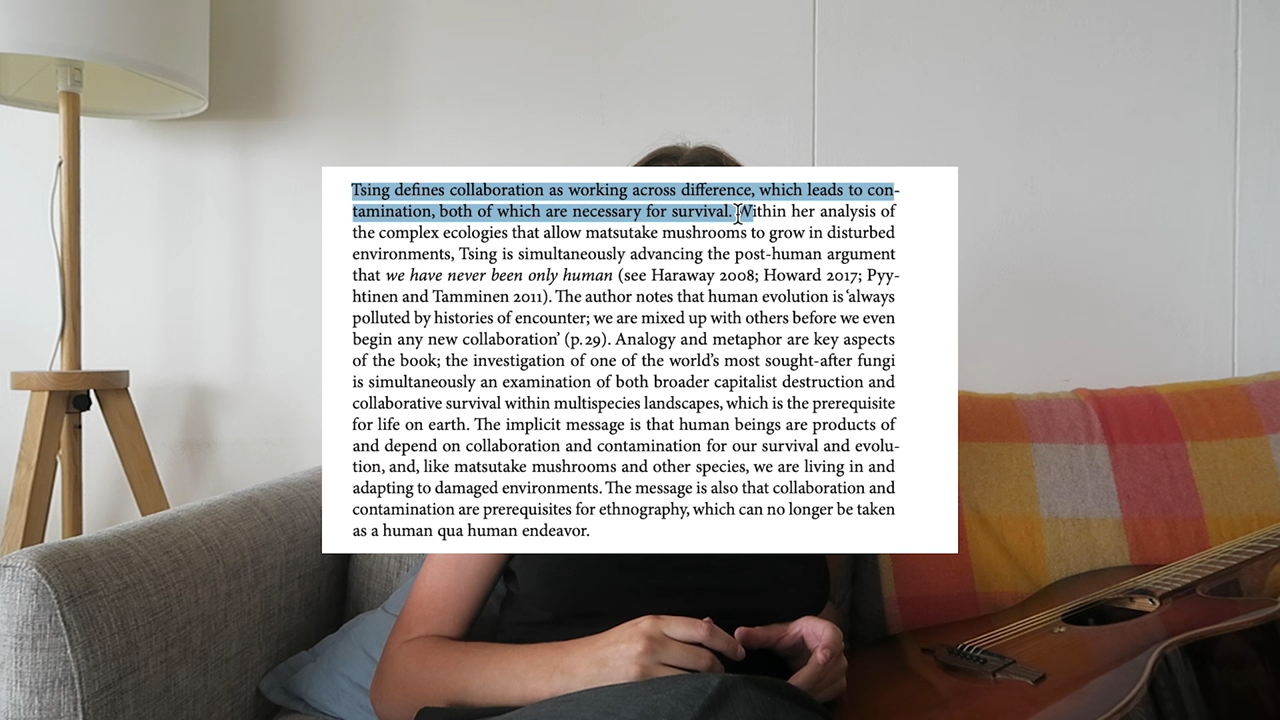 Tsing defines collaboration as working across difference, which leads to con-
tamination, both of which are necessary for survival. Within her analysis of
the complex ecologies that allow matsutake mushrooms to grow in disturbed
environments, Tsing is simultaneously advancing the post-human argument
that we have never been only human (see Haraway 2008; Howard 2017; Pyy-
htinen and Tamminen 2011). The author notes that human evolution is ‘always
polluted by histories of encounter; we are mixed up with others before we even
begin any new collaboration’ (p. 29). Analogy and metaphor are key aspects
of the book; the investigation of one of the world’s most sought-after fungi
is simultaneously an examination of both broader capitalist destruction and
collaborative survival within multispecies landscapes, which is the prerequisite
for life on earth. The implicit message is that human beings are products of
and depend on collaboration and contamination for our survival and evolu-
tion, and, like matsutake mushrooms and other species, we are living in and
adapting to damaged environments. The message is also that collaboration and
contamination are prerequisites for ethnography, which can no longer be taken
as a human qua human endeavor.